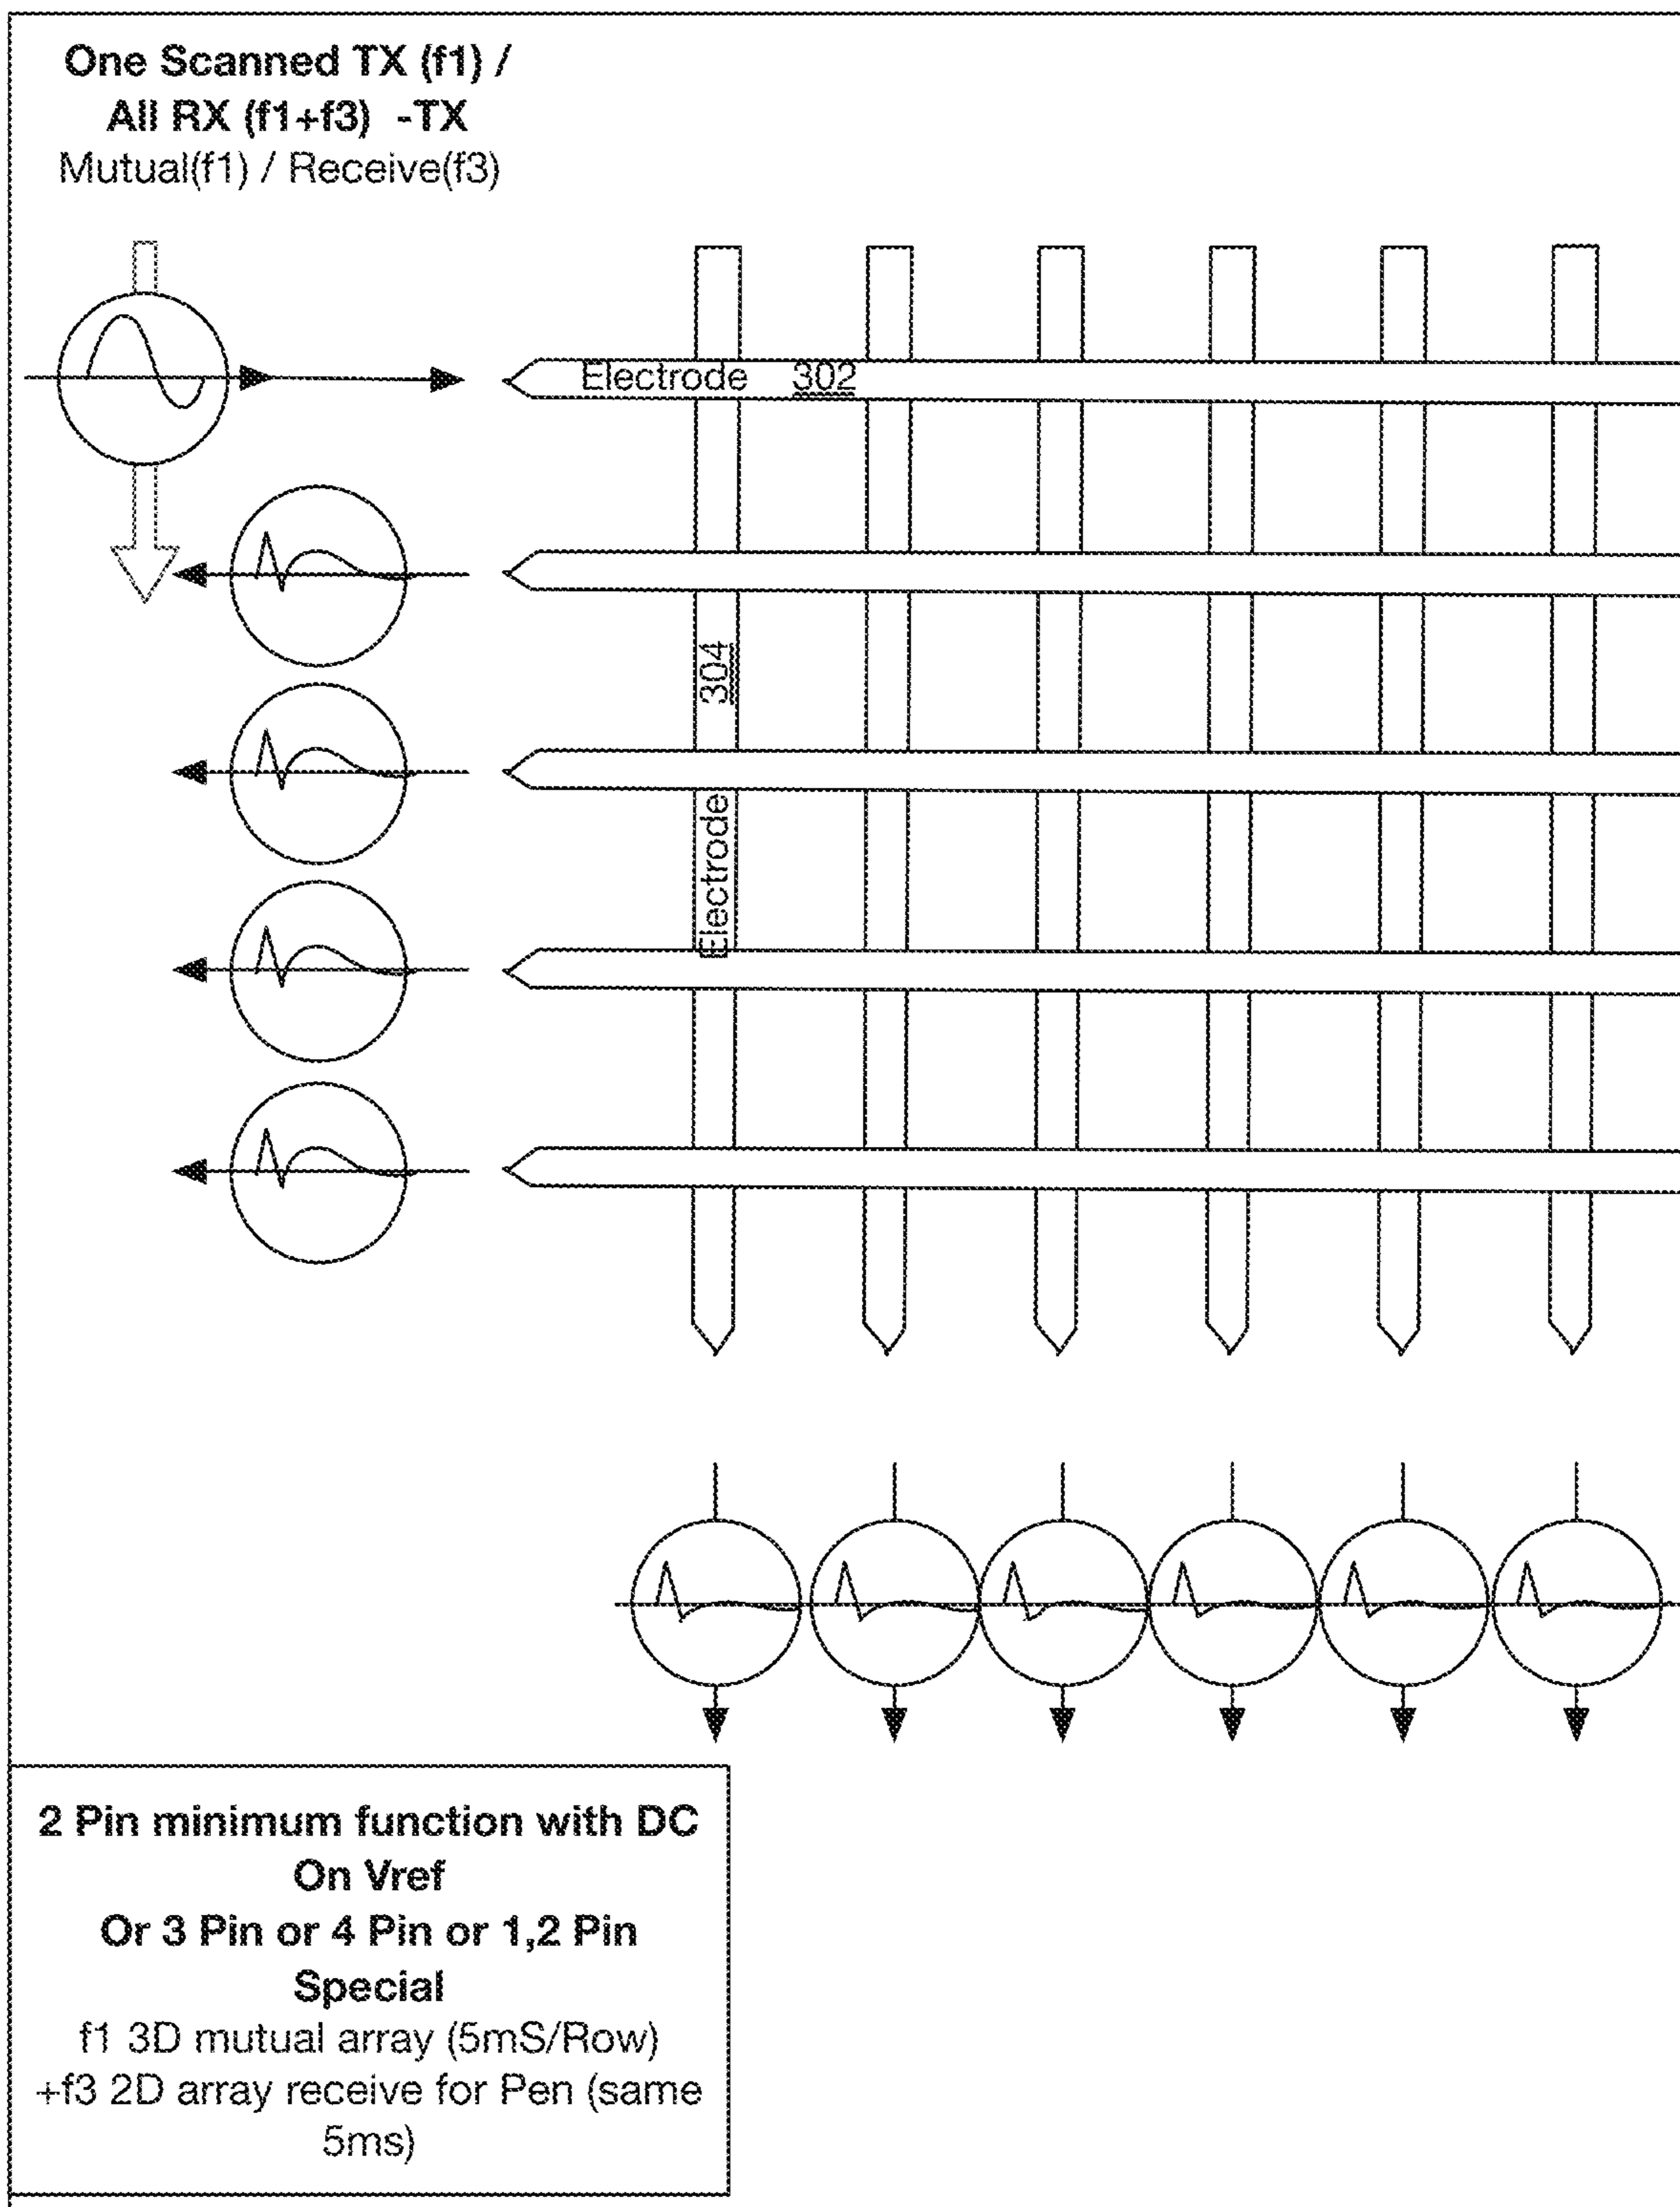 One Scanned TX (f1) /
All RX (f1+f3) -TX
Mutual(f1) / Receive(f3)
Electrode 302
Electrode 304
2 Pin minimum function with DC
On Vref
Or 3 Pin or 4 Pin or 1,2 Pin
Special
f1 3D mutual array (5mS/Row)
+f3 2D array receive for Pen (same
5ms)